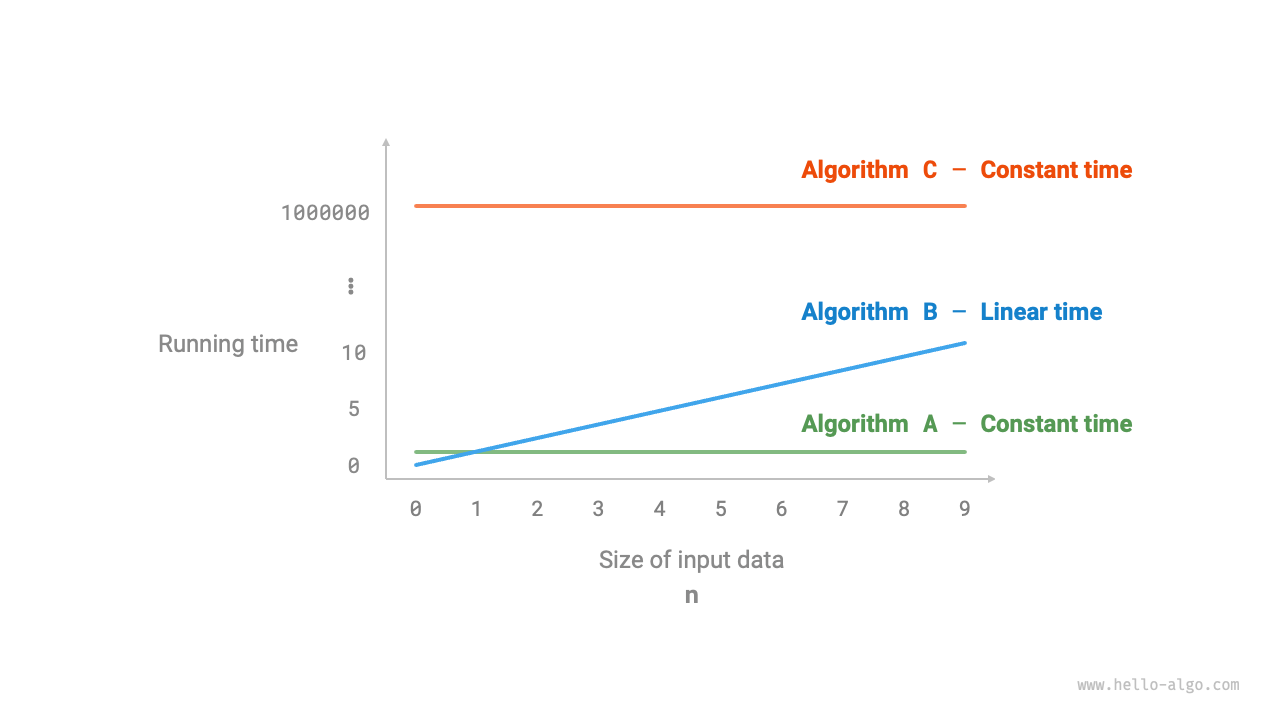 Algorithm C – Constant time
1000000
Algorithm B – Linear time
Running time
10
5
Algorithm A – Constant time
0
0 1 2 3 4 5 6 7 8 9
Size of input data
n
www.hello-algo.com